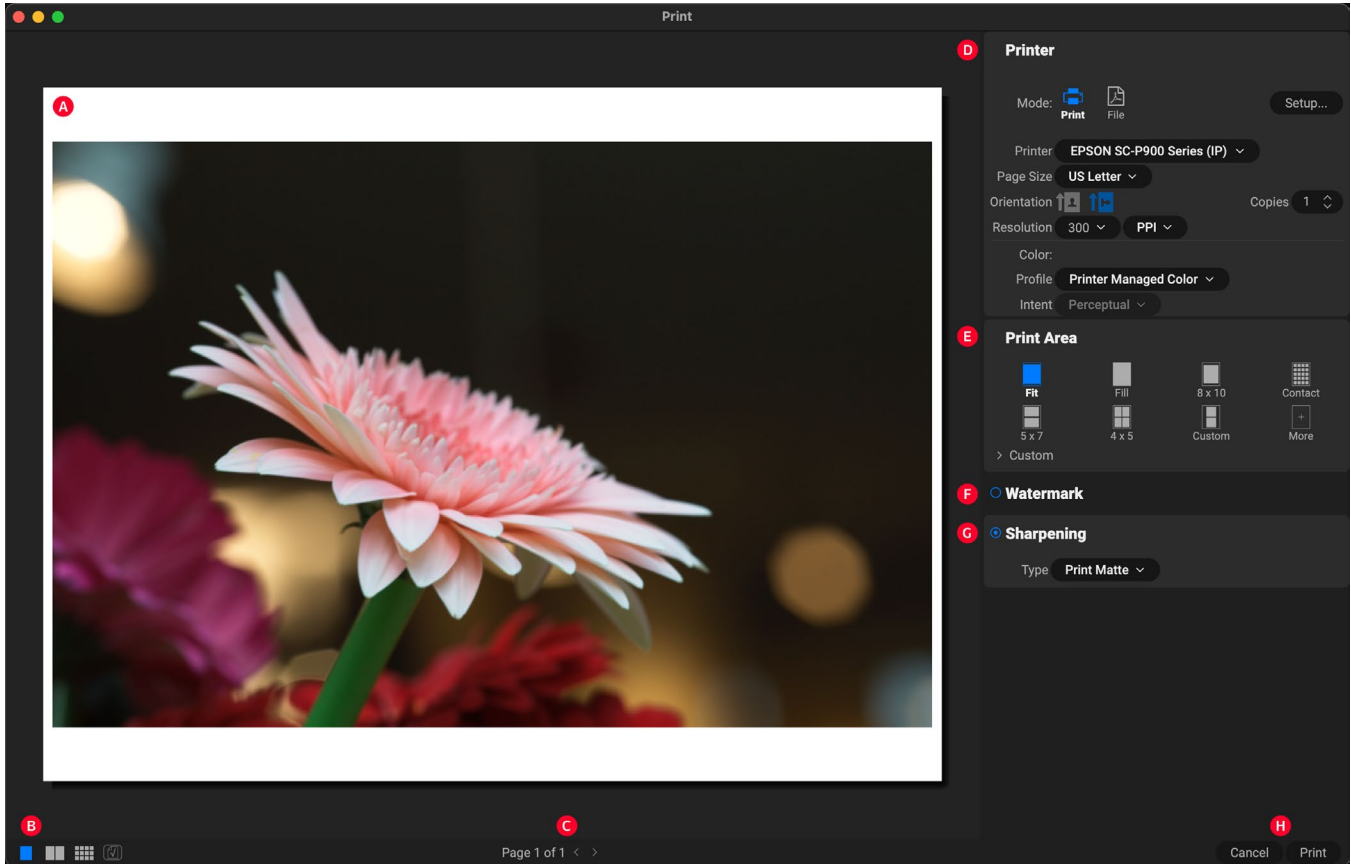 Print
D Printer
A
Mode: Print File Setup...
Printer EPSON SC-P900 Series (IP)
Page Size US Letter
Orientation Copies 1
Resolution 300 PPI
Color:
Profile Printer Managed Color
Intent Perceptual
E Print Area
Fit Fill 8 x 10 Contact
5 x 7 4 x 5 Custom More
> Custom
F Watermark
G Sharpening
Type Print Matte
B C H
Page 1 of 1 < >
Cancel Print